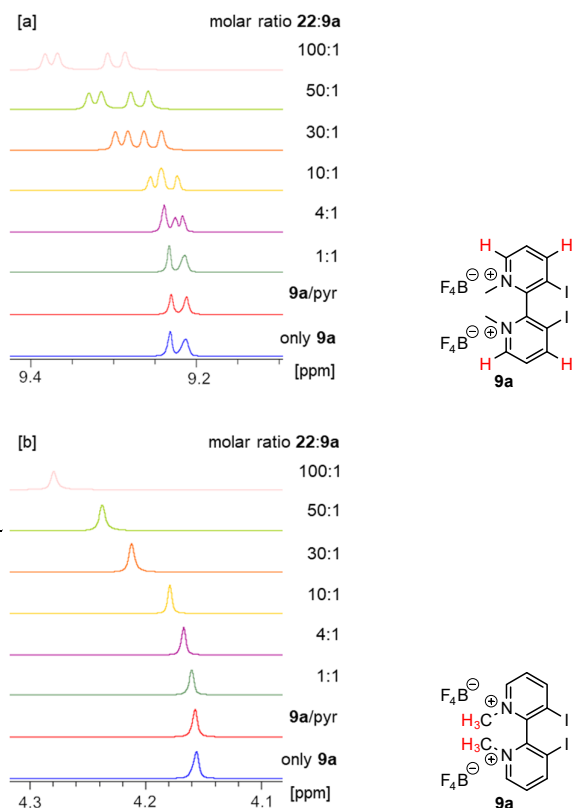 [a]
molar ratio 22:9a
100:1
50:1
30:1
10:1
4:1
1:1
9a/pyr
only 9a
9.4
9.2
[ppm]
H
H
F₄B⊖
⊕
N
I
I
F₄B⊖
⊕
N
H
H
9a
[b]
molar ratio 22:9a
100:1
50:1
30:1
10:1
4:1
1:1
9a/pyr
only 9a
4.3
4.2
4.1
[ppm]
F₄B⊖
⊕
N
H₃C
I
H₃C
I
⊕
N
F₄B⊖
9a